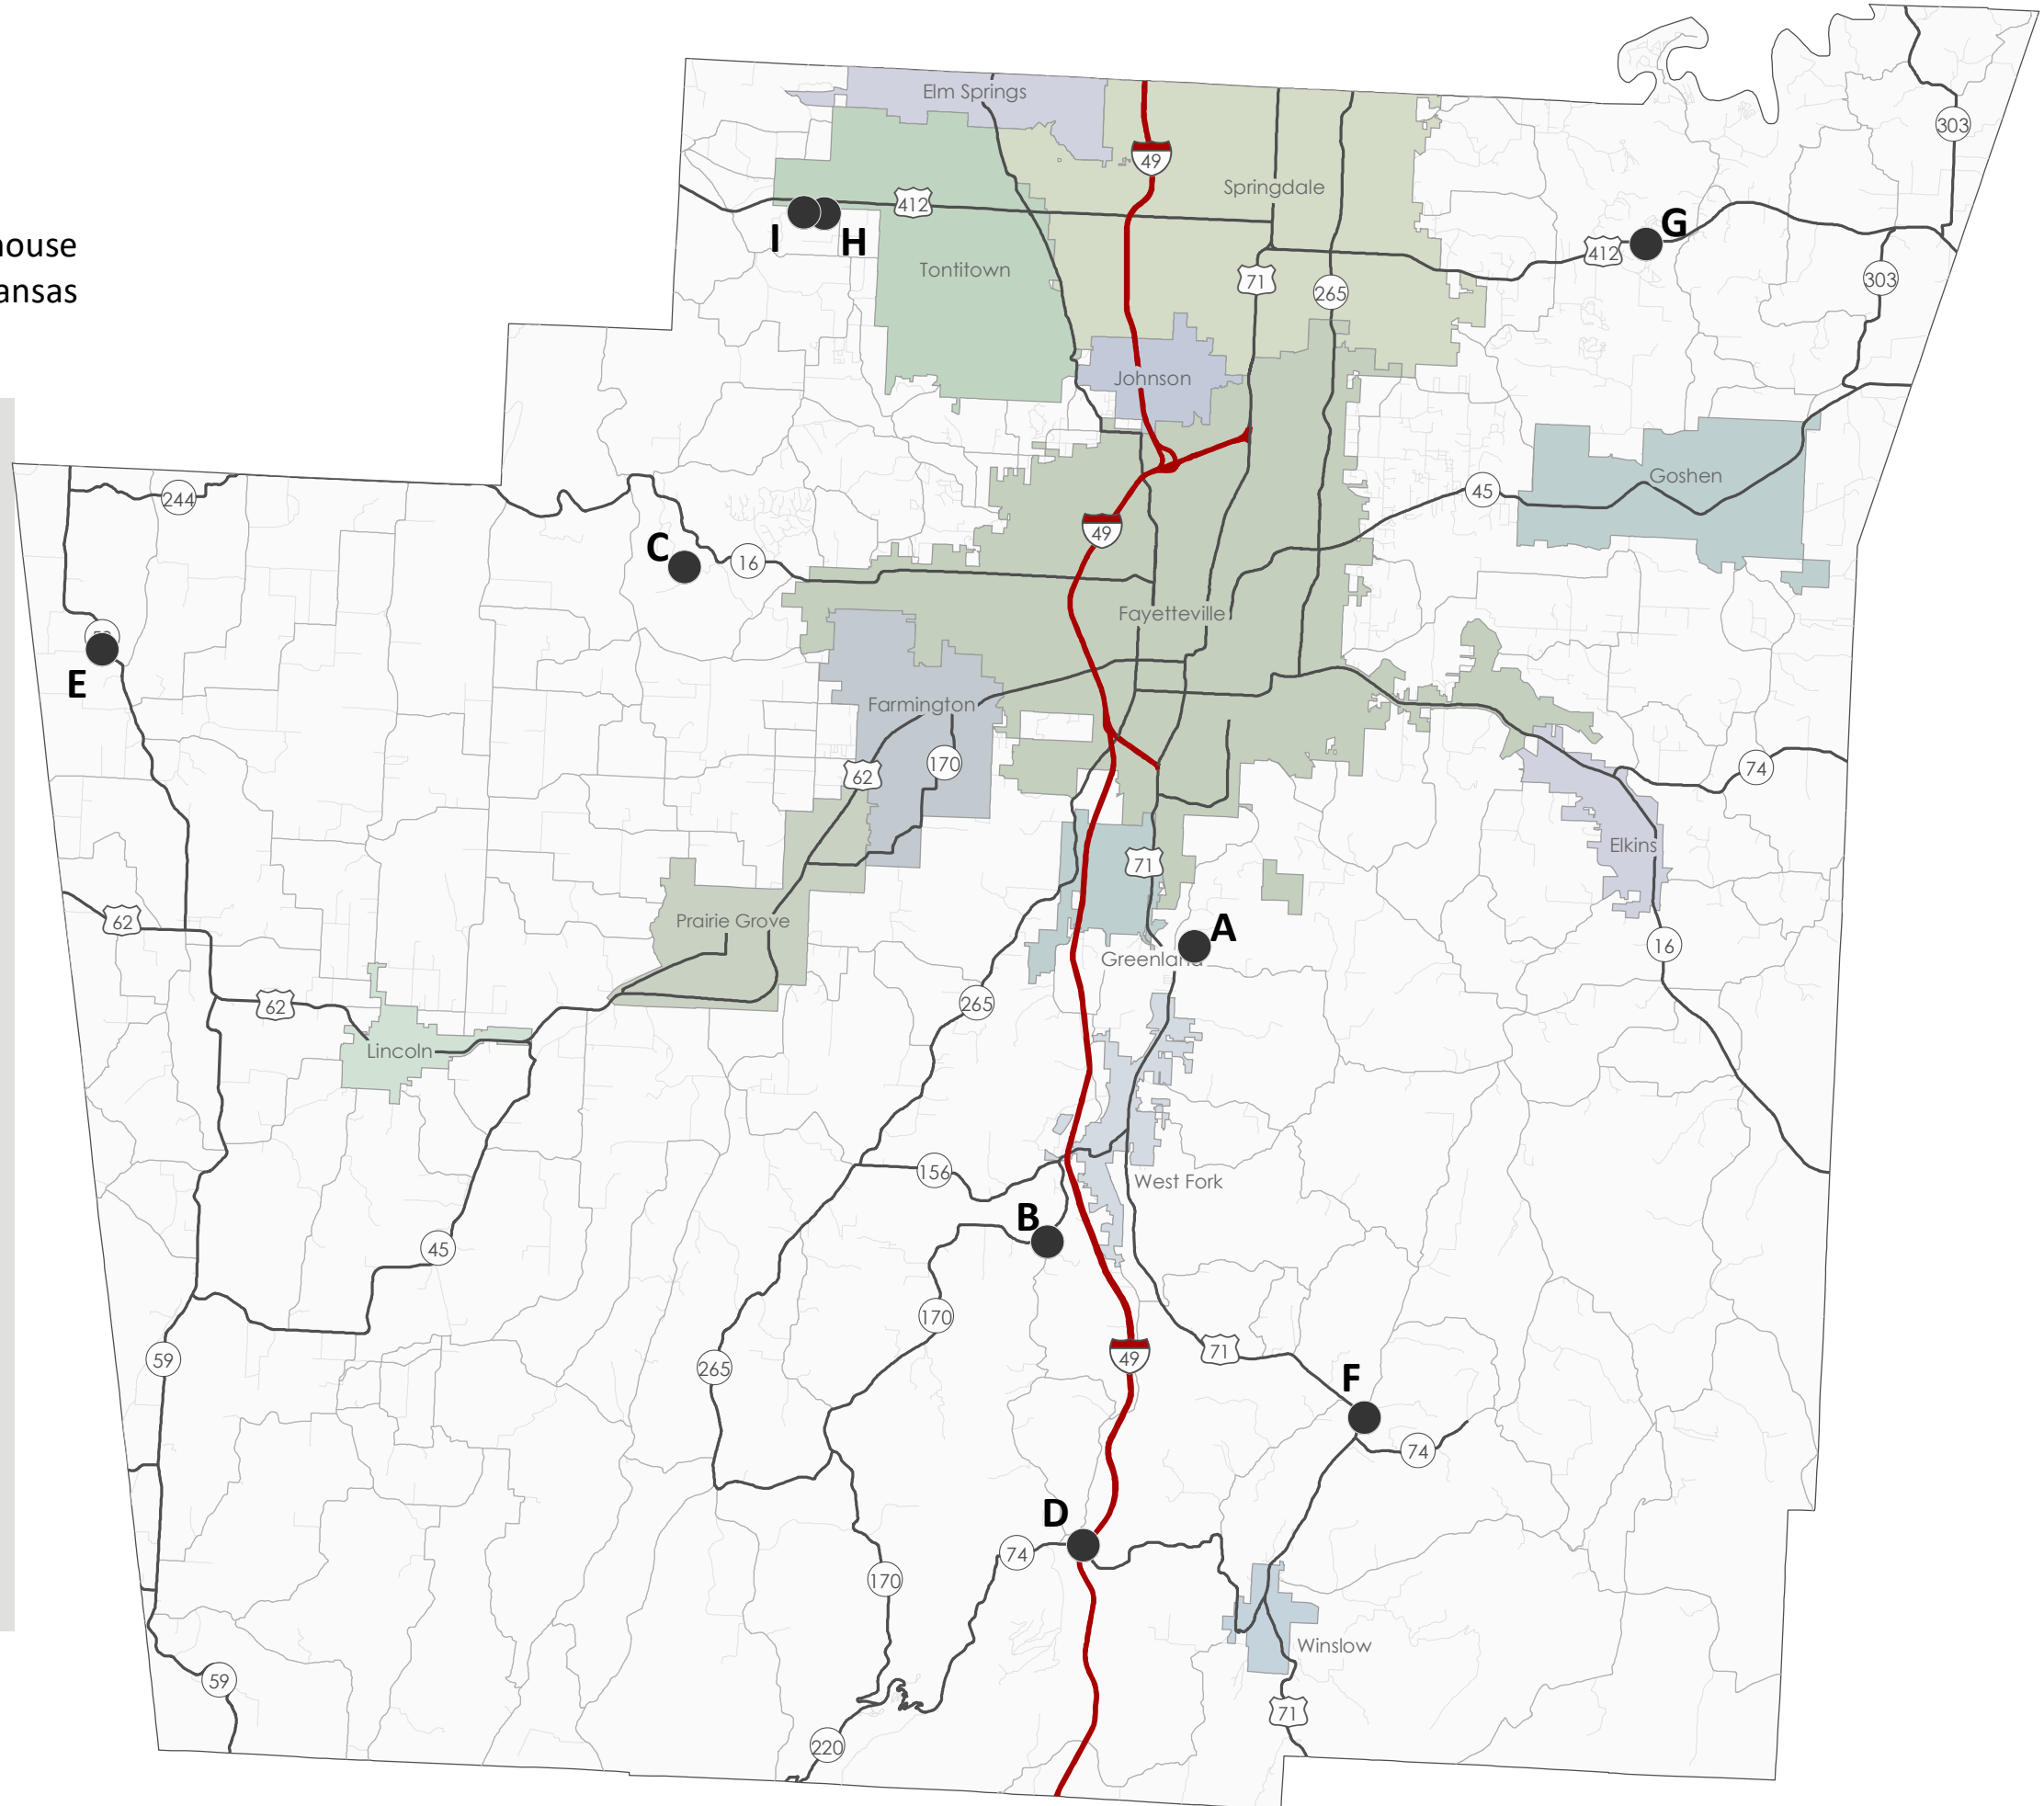 Elm Springs
303
49
Springdale
412
I
H
G
house
412
Tontitown
71
265
303
ansas
Johnson
Goshen
45
244
49
C
16
Fayetteville
E
Farmington
170
62
74
Elkins
71
62
Prairie Grove
A
16
Greenland
62
265
Lincoln
156
West Fork
B
45
170
71
49
59
265
F
74
D
74
170
Winslow
59
71
220